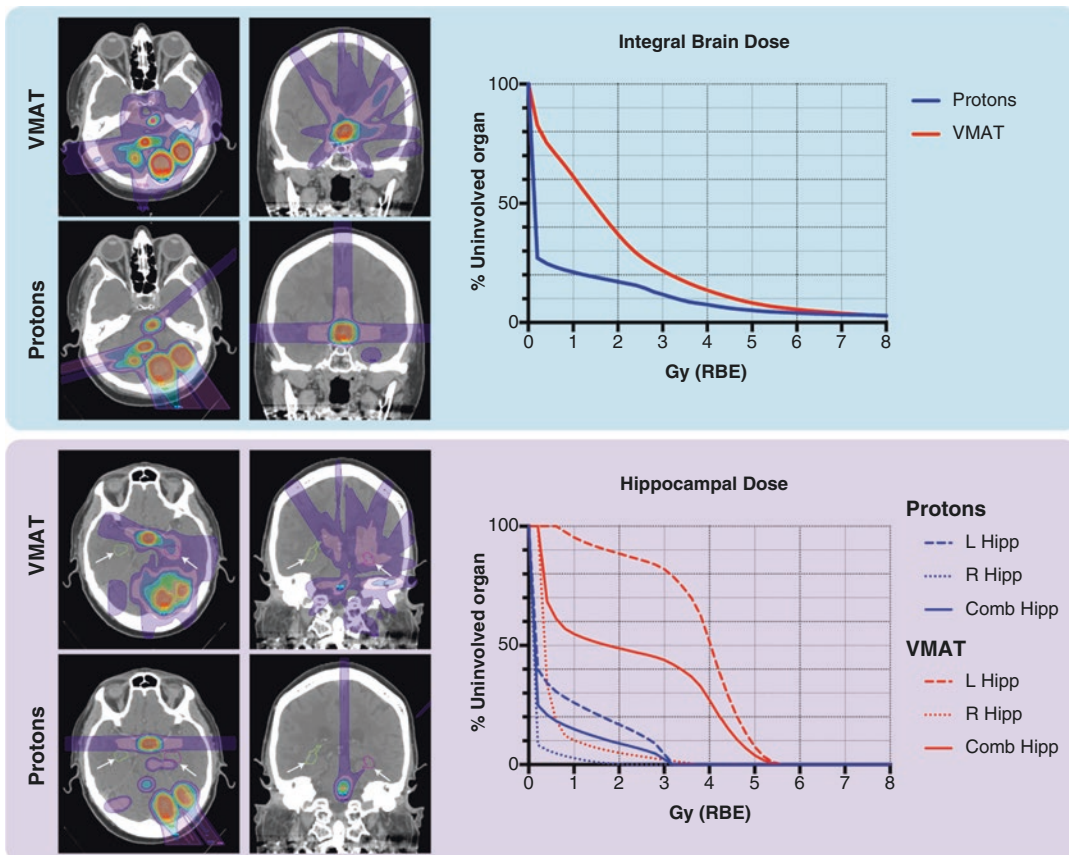 VMAT
Protons
Integral Brain Dose
% Uninvolved organ
100
50
0
0 1 2 3 4 5 6 7 8
Gy (RBE)
Protons
VMAT
VMAT
Protons
Hippocampal Dose
% Uninvolved organ
100
50
0
0 1 2 3 4 5 6 7 8
Gy (RBE)
Protons
L Hipp
R Hipp
Comb Hipp
VMAT
L Hipp
R Hipp
Comb Hipp